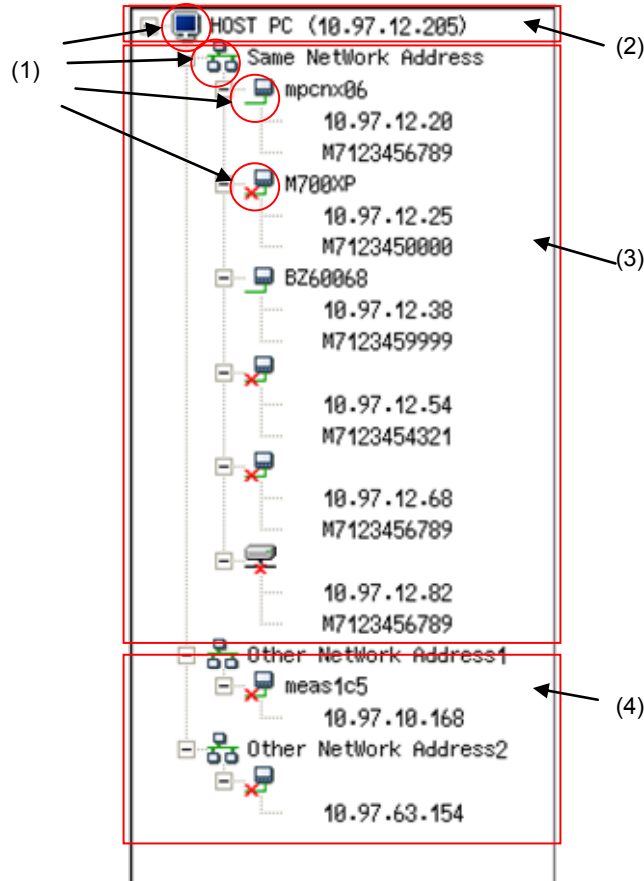 HOST PC (10.97.12.205)
(2)
(1)
Same NetWork Address
mpcnx06
10.97.12.20
M7123456789
M700XP
10.97.12.25
M7123450000
(3)
BZ60068
10.97.12.38
M7123459999
10.97.12.54
M7123454321
10.97.12.68
M7123456789
10.97.12.82
M7123456789
Other NetWork Address1
meas1c5
(4)
10.97.10.168
Other NetWork Address2
10.97.63.154